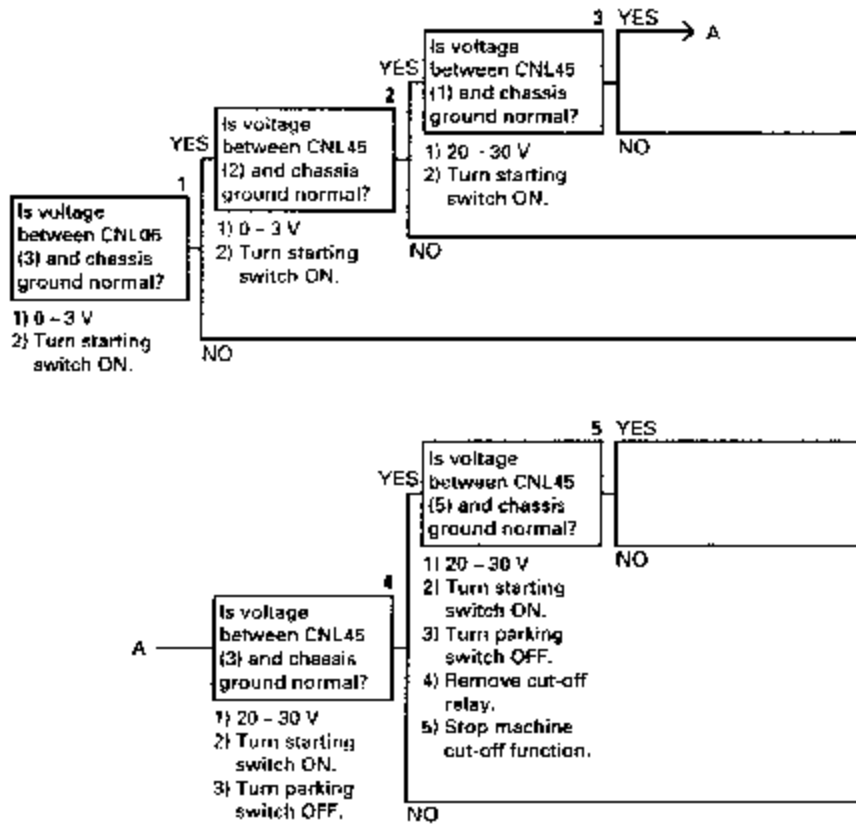 3 YES
A
Is voltage
between CNL45
(1) and chassis
ground normal?
1) 20 - 30 V
2) Turn starting
switch ON.
NO
YES
2
Is voltage
between CNL45
(2) and chassis
ground normal?
1) 0 - 3 V
2) Turn starting
switch ON.
NO
YES
1
Is voltage
between CNL06
(3) and chassis
ground normal?
1) 0 - 3 V
2) Turn starting
switch ON.
NO
5 YES
Is voltage
between CNL45
(5) and chassis
ground normal?
1) 20 - 30 V
2) Turn starting
switch ON.
3) Turn parking
switch OFF.
4) Remove cut-off
relay.
5) Stop machine
cut-off function.
NO
YES
4
A
Is voltage
between CNL45
(3) and chassis
ground normal?
1) 20 - 30 V
2) Turn starting
switch ON.
3) Turn parking
switch OFF.
NO